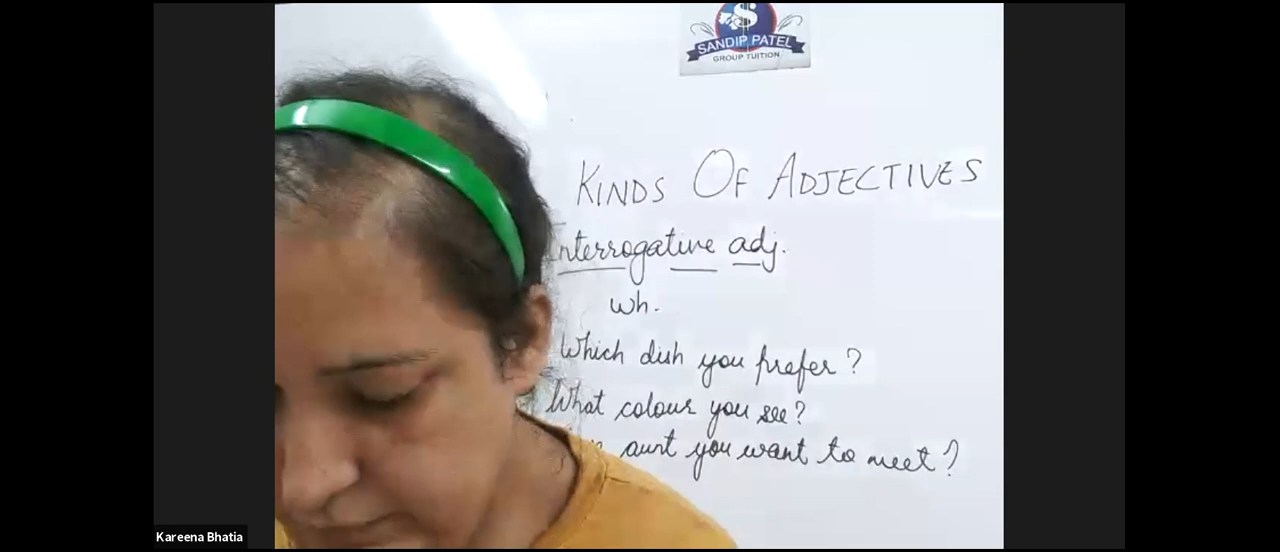 $
SANDIP PATEL
GROUP TUITION
KINDS OF ADJECTIVES
nterrogative adj.
wh.
Which dish you prefer?
What colour you see?
aunt you want to meet?
Kareena Bhatia